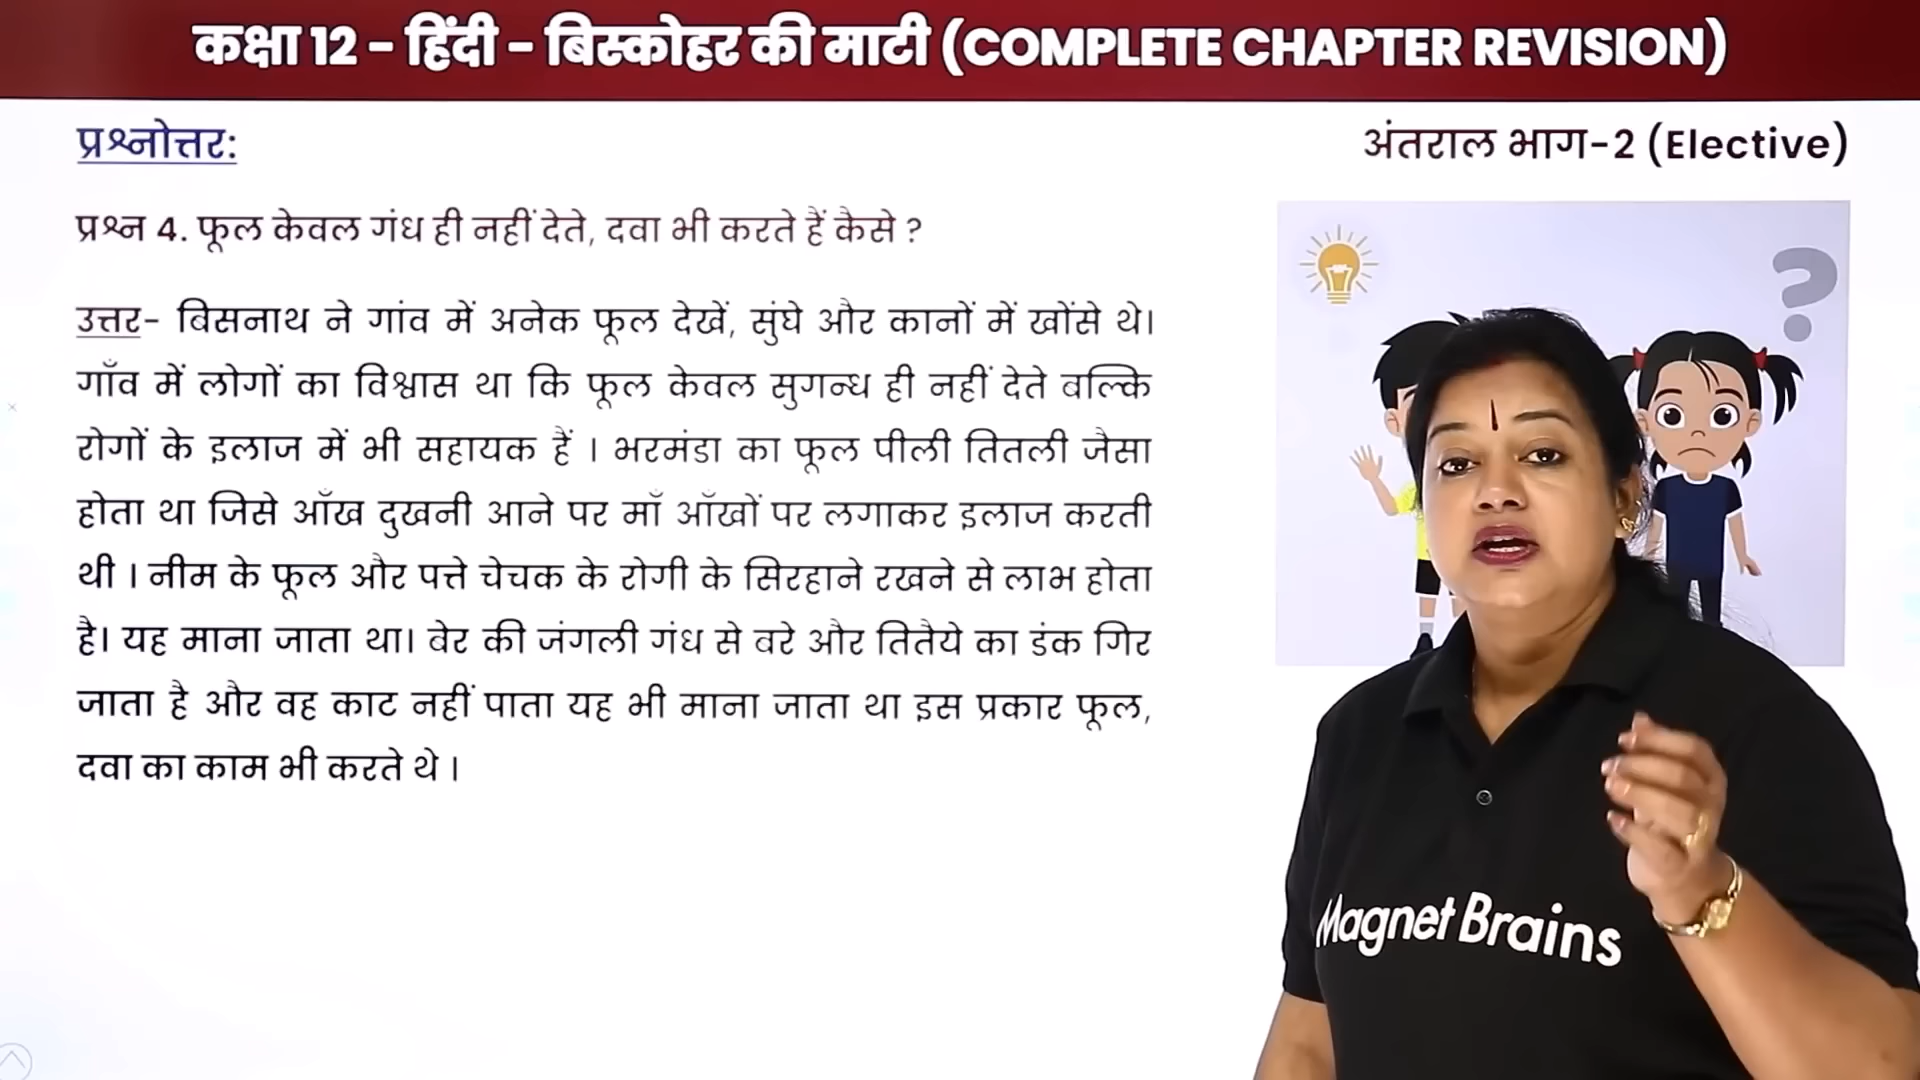 कक्षा 12 - हिंदी - बिस्कोहर की माटी (COMPLETE CHAPTER REVISION)
प्रश्नोत्तर:
अंतराल भाग-2 (Elective)
प्रश्न 4. फूल केवल गंध ही नहीं देते, दवा भी करते हैं कैसे ?
उत्तर- बिसनाथ ने गांव में अनेक फूल देखें, सुंघे और कानों में खोंसे थे।
गाँव में लोगों का विश्वास था कि फूल केवल सुगन्ध ही नहीं देते बल्कि
रोगों के इलाज में भी सहायक हैं । भरमंडा का फूल पीली तितली जैसा
होता था जिसे आँख दुखनी आने पर माँ आँखों पर लगाकर इलाज करती
थी । नीम के फूल और पत्ते चेचक के रोगी के सिरहाने रखने से लाभ होता
है। यह माना जाता था। बेर की जंगली गंध से बरे और तितैये का डंक गिर
जाता है और वह काट नहीं पाता यह भी माना जाता था इस प्रकार फूल,
दवा का काम भी करते थे ।
?
Magnet Brains